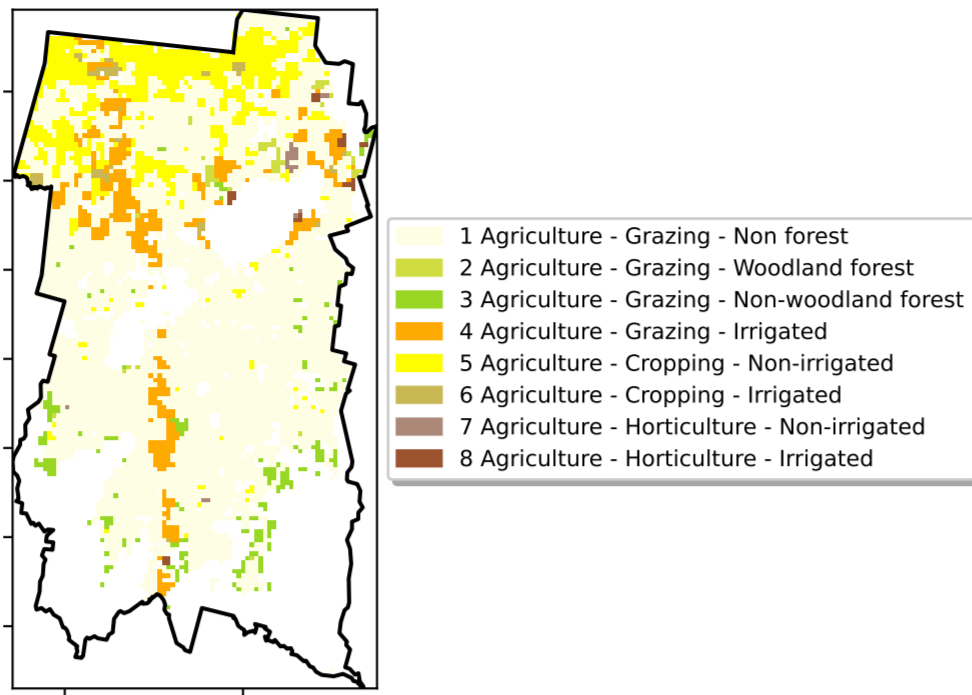 1 Agriculture - Grazing - Non forest
2 Agriculture - Grazing - Woodland forest
3 Agriculture - Grazing - Non-woodland forest
4 Agriculture - Grazing - Irrigated
5 Agriculture - Cropping - Non-irrigated
6 Agriculture - Cropping - Irrigated
7 Agriculture - Horticulture - Non-irrigated
8 Agriculture - Horticulture - Irrigated